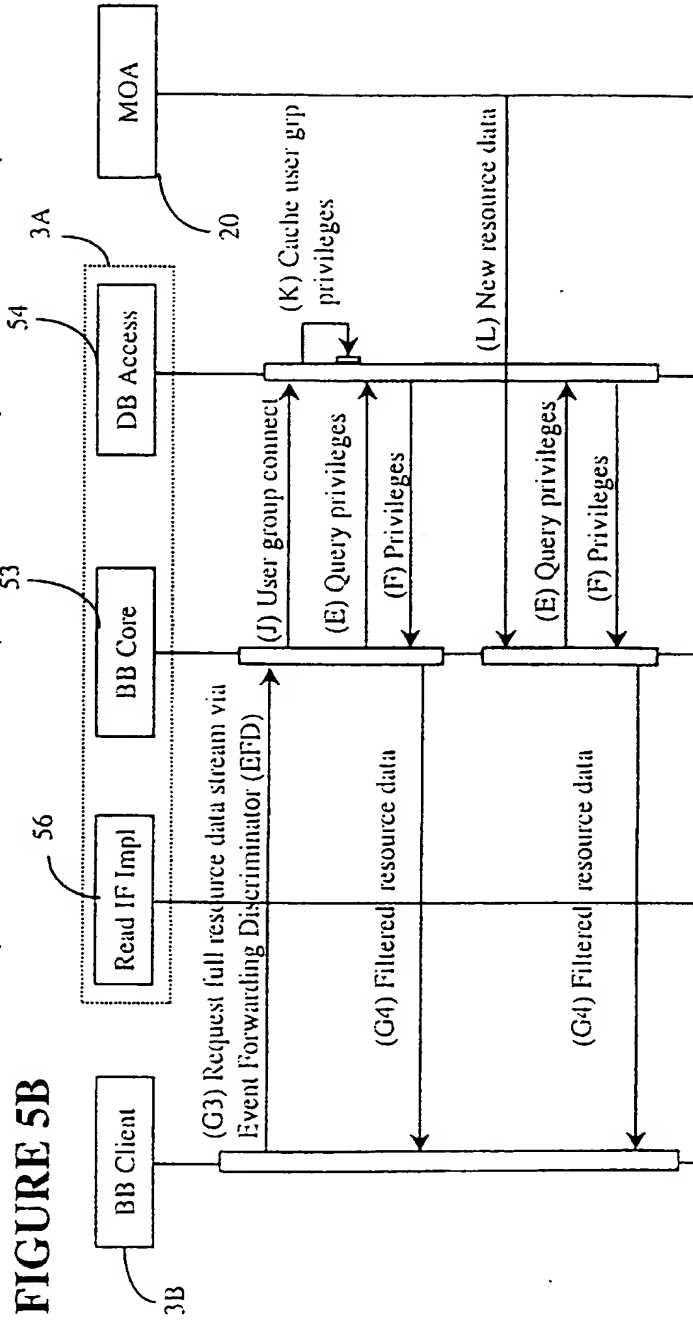 FIGURE 5B
3B
BB Client
56
Read IF Impl
53
BB Core
54
DB Access
3A
20
MOA
(G3) Request full resource data stream via
Event Forwarding Discriminator (EFD)
(J) User group connect
(K) Cache user grp
privileges
(E) Query privileges
(F) Privileges
(G4) Filtered resource data
(L) New resource data
(E) Query privileges
(F) Privileges
(G4) Filtered resource data